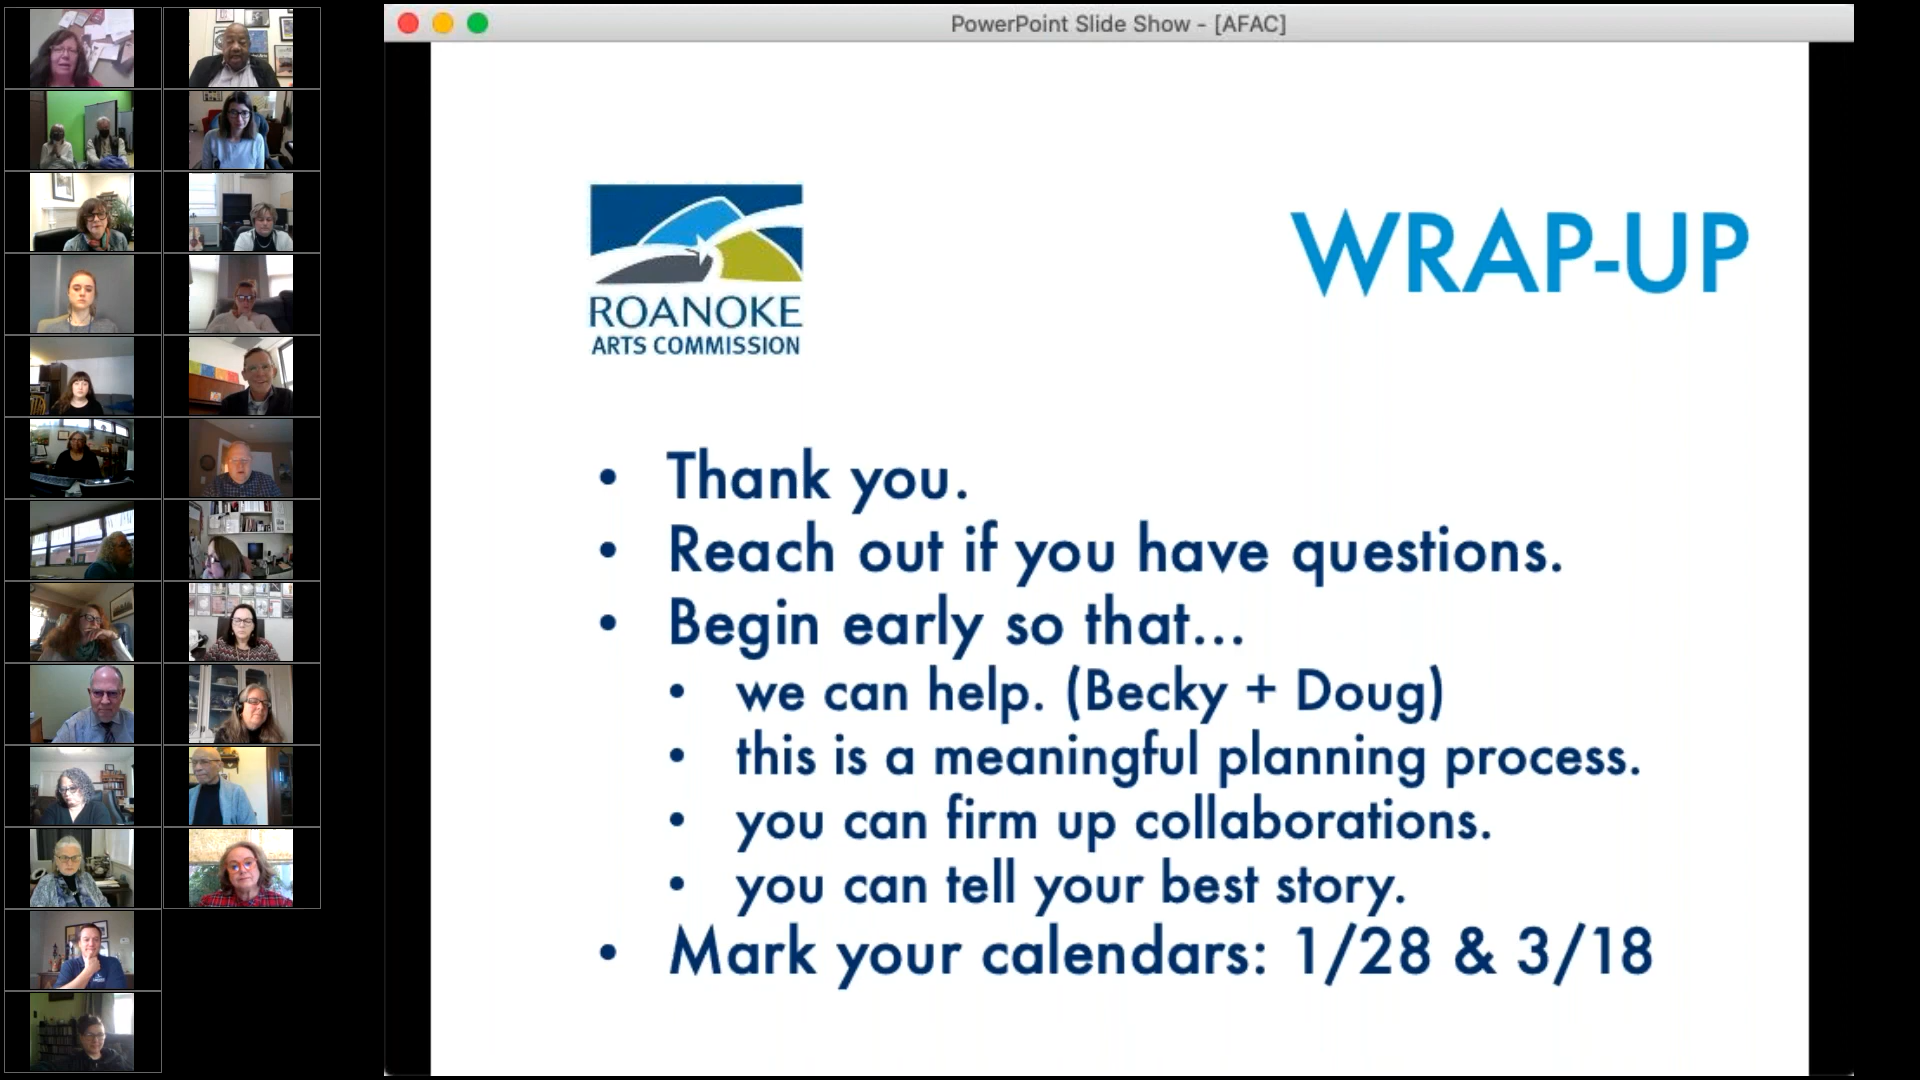 PowerPoint Slide Show - [AFAC]
ROANOKE
ARTS COMMISSION
WRAP-UP
• Thank you.
• Reach out if you have questions.
• Begin early so that...
• we can help. (Becky + Doug)
• this is a meaningful planning process.
• you can firm up collaborations.
• you can tell your best story.
• Mark your calendars: 1/28 & 3/18